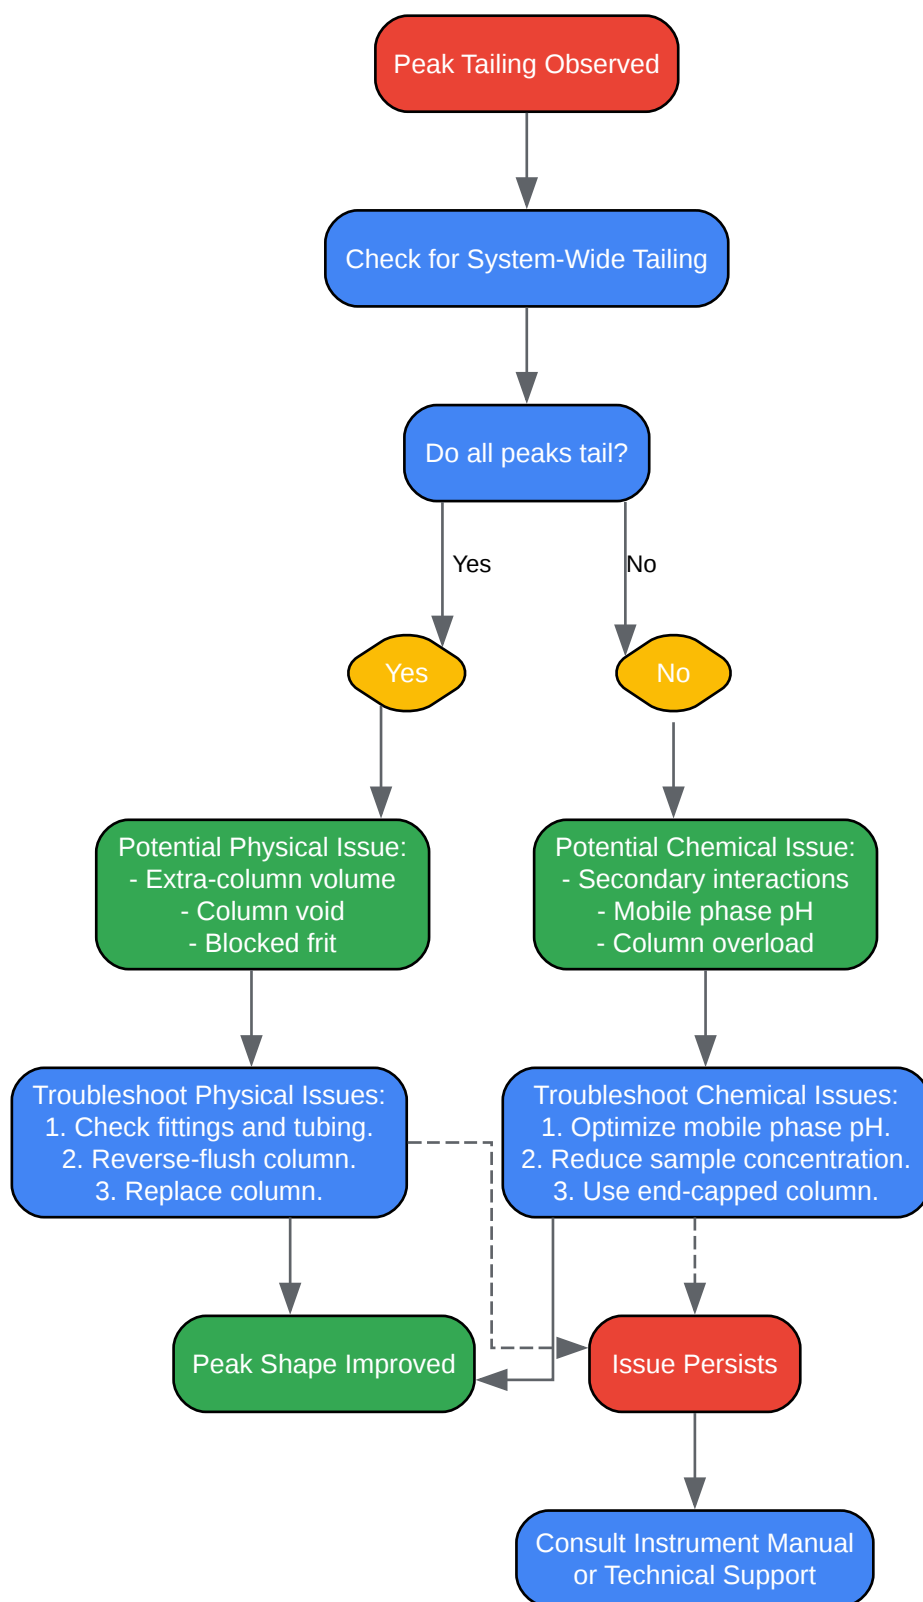 Peak Tailing Observed
Check for System-Wide Tailing
Do all peaks tail?
Yes
No
Yes
No
Potential Physical Issue:
- Extra-column volume
- Column void
- Blocked frit
Potential Chemical Issue:
- Secondary interactions
- Mobile phase pH
- Column overload
Troubleshoot Physical Issues:
1. Check fittings and tubing.
2. Reverse-flush column.
3. Replace column.
Troubleshoot Chemical Issues:
1. Optimize mobile phase pH.
2. Reduce sample concentration.
3. Use end-capped column.
Peak Shape Improved
Issue Persists
Consult Instrument Manual
or Technical Support